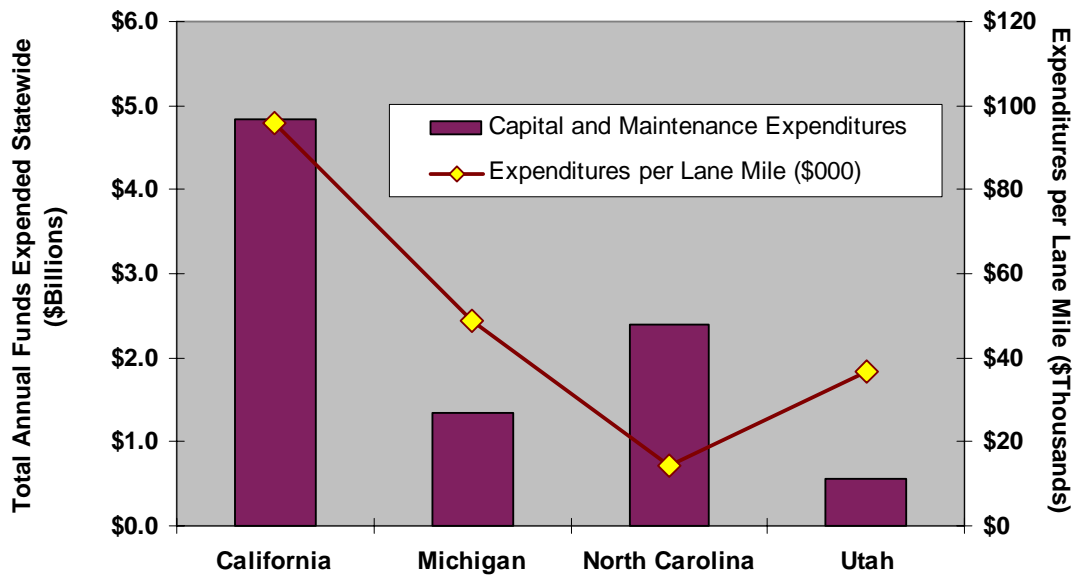 Total Annual Funds Expended Statewide
($Billions)
$6.0
$5.0
$4.0
$3.0
$2.0
$1.0
$0.0
Capital and Maintenance Expenditures
Expenditures per Lane Mile ($000)
$120
$100
$80
$60
$40
$20
$0
Expenditures per Lane Mile ($Thousands)
California
Michigan
North Carolina
Utah